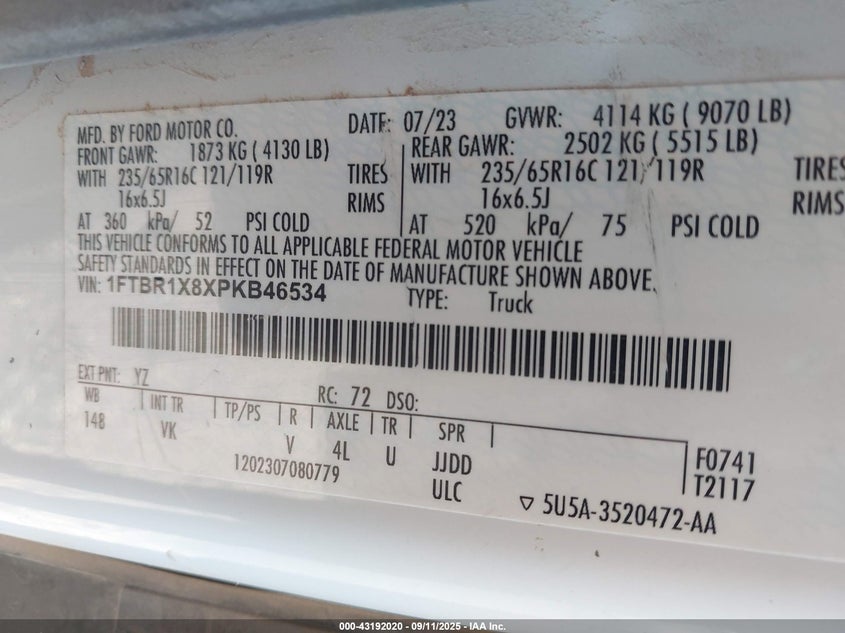 MFD. BY FORD MOTOR CO. DATE: 07/23 GVWR: 4114 KG ( 9070 LB)
FRONT GAWR: 1873 KG ( 4130 LB) REAR GAWR: 2502 KG ( 5515 LB)
WITH 235/65R16C 121/119R TIRES WITH 235/65R16C 121/119R TIRES
16x6.5J RIMS 16x6.5J RIMS
AT 360 kPa/ 52 PSI COLD AT 520 kPa/ 75 PSI COLD
THIS VEHICLE CONFORMS TO ALL APPLICABLE FEDERAL MOTOR VEHICLE
SAFETY STANDARDS IN EFFECT ON THE DATE OF MANUFACTURE SHOWN ABOVE.
VIN: 1FTBR1X8XPKB46534 TYPE: Truck
EXT PNT: YZ RC: 72 DSO:
WB INT TR TP/PS R AXLE TR SPR
148 VK V 4L U JJDD F0741
1202307080779 ULC T2117
5U5A-3520472-AA
000-43192020 - 09/11/2025 - IAA Inc.